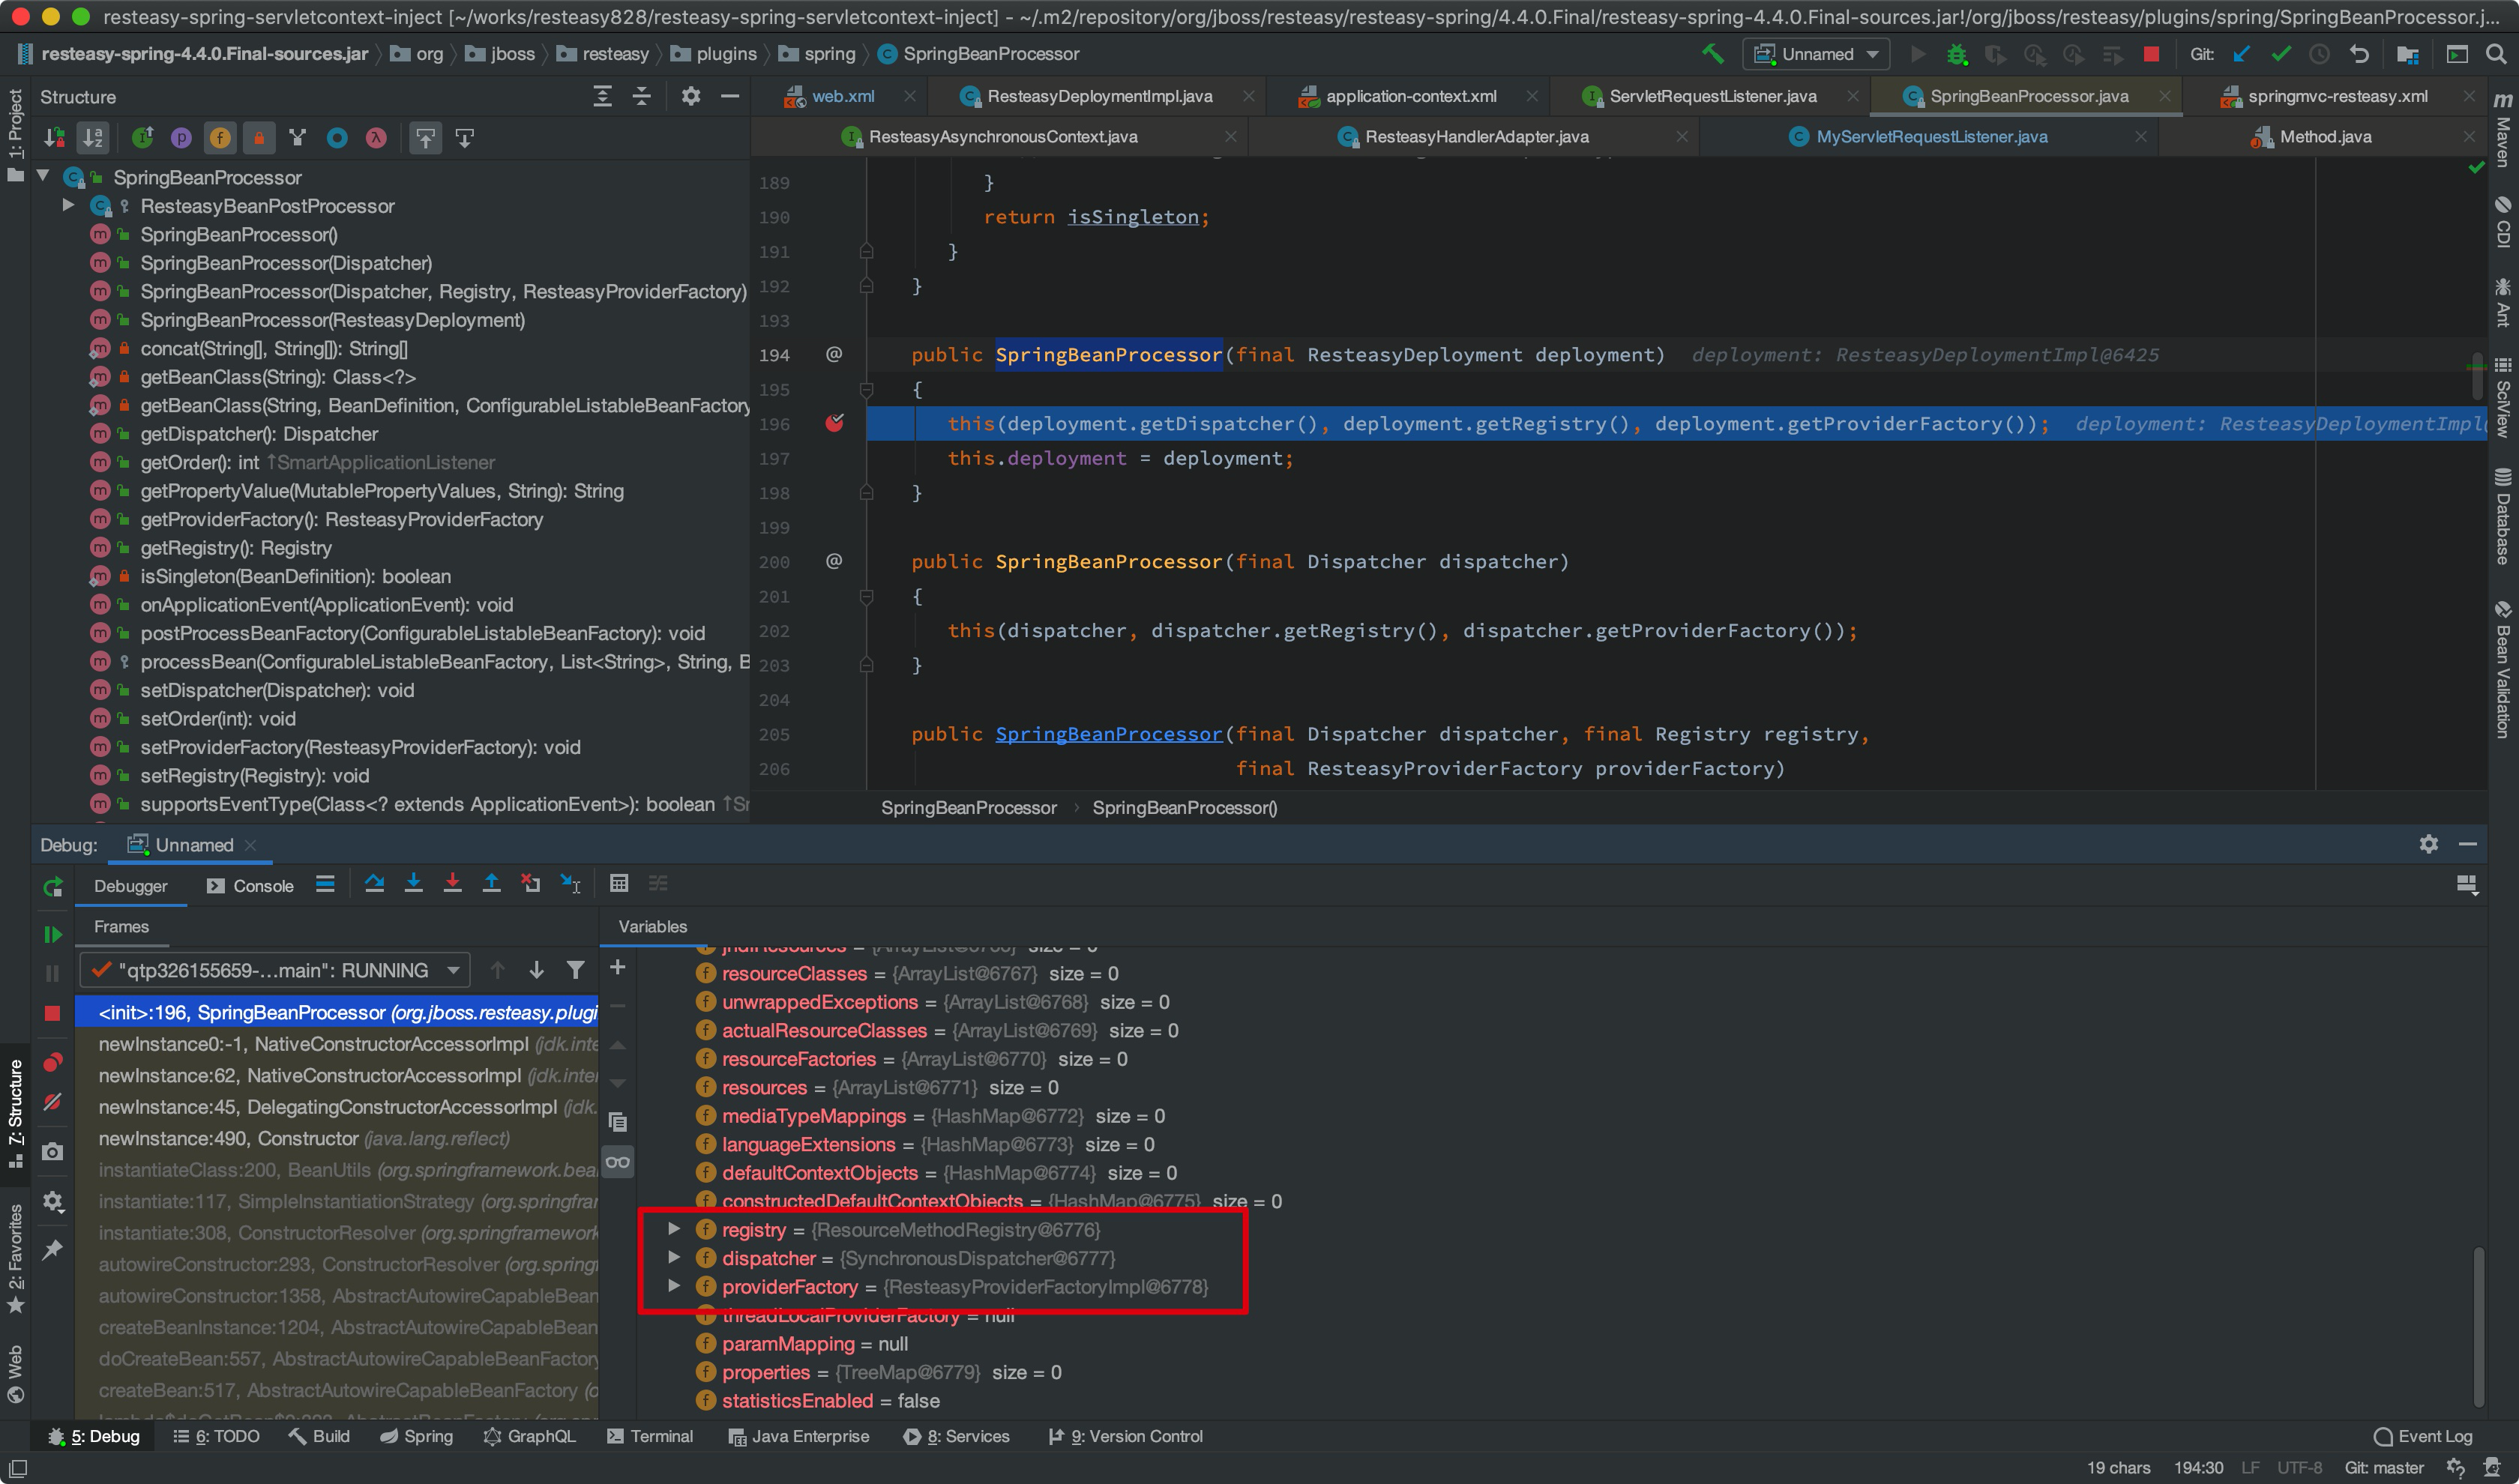 resteasy-spring-servletcontext-inject [~/works/resteasy828/resteasy-spring-servletcontext-inject] - ~/.m2/repository/org/jboss/resteasy/resteasy-spring/4.4.0.Final/resteasy-spring-4.4.0.Final-sources.jar!/org/jboss/resteasy/plugins/spring/SpringBeanProcessor.j...
resteasy-spring-4.4.0.Final-sources.jar org jboss resteasy plugins spring SpringBeanProcessor Unnamed Git:
Structure
web.xml ResteasyDeploymentImpl.java application-context.xml ServletRequestListener.java SpringBeanProcessor.java springmvc-resteasy.xml
ResteasyAsynchronousContext.java ResteasyHandlerAdapter.java MyServletRequestListener.java Method.java
1: Project
SpringBeanProcessor
ResteasyBeanPostProcessor
SpringBeanProcessor()
SpringBeanProcessor(Dispatcher)
SpringBeanProcessor(Dispatcher, Registry, ResteasyProviderFactory)
SpringBeanProcessor(ResteasyDeployment)
concat(String[], String[]): String[]
getBeanClass(String): Class<?>
getBeanClass(String, BeanDefinition, ConfigurableListableBeanFactory
getDispatcher(): Dispatcher
getOrder(): int ↑SmartApplicationListener
getPropertyValue(MutablePropertyValues, String): String
getProviderFactory(): ResteasyProviderFactory
getRegistry(): Registry
isSingleton(BeanDefinition): boolean
onApplicationEvent(ApplicationEvent): void
postProcessBeanFactory(ConfigurableListableBeanFactory): void
processBean(ConfigurableListableBeanFactory, List<String>, String, B
setDispatcher(Dispatcher): void
setOrder(int): void
setProviderFactory(ResteasyProviderFactory): void
setRegistry(Registry): void
supportsEventType(Class<? extends ApplicationEvent>): boolean ↑Sr
189 }
190 return isSingleton;
191 }
192 }
193
194 @ public SpringBeanProcessor(final ResteasyDeployment deployment) deployment: ResteasyDeploymentImpl@6425
195 {
196 this(deployment.getDispatcher(), deployment.getRegistry(), deployment.getProviderFactory()); deployment: ResteasyDeploymentImpl@
197 this.deployment = deployment;
198 }
199
200 @ public SpringBeanProcessor(final Dispatcher dispatcher)
201 {
202 this(dispatcher, dispatcher.getRegistry(), dispatcher.getProviderFactory());
203 }
204
205 public SpringBeanProcessor(final Dispatcher dispatcher, final Registry registry,
206 final ResteasyProviderFactory providerFactory)
SpringBeanProcessor › SpringBeanProcessor()
m Maven
CDI
Ant
SciView
Database
Bean Validation
Debug: Unnamed
Debugger Console
Frames
Variables
"qtp326155659-...main": RUNNING
<init>:196, SpringBeanProcessor (org.jboss.resteasy.plugi
newInstance0:-1, NativeConstructorAccessorImpl (jdk.inte
newInstance:62, NativeConstructorAccessorImpl (jdk.inter
newInstance:45, DelegatingConstructorAccessorImpl (jdk.
newInstance:490, Constructor (java.lang.reflect)
instantiateClass:200, BeanUtils (org.springframework.bea
instantiate:117, SimpleInstantiationStrategy (org.springfrar
instantiate:308, ConstructorResolver (org.springframework
autowireConstructor:293, ConstructorResolver (org.springf
autowireConstructor:1358, AbstractAutowireCapableBean
createBeanInstance:1204, AbstractAutowireCapableBean
doCreateBean:557, AbstractAutowireCapableBeanFactory
createBean:517, AbstractAutowireCapableBeanFactory (o
resourceClasses = {ArrayList@6767} size = 0
unwrappedExceptions = {ArrayList@6768} size = 0
actualResourceClasses = {ArrayList@6769} size = 0
resourceFactories = {ArrayList@6770} size = 0
resources = {ArrayList@6771} size = 0
mediaTypeMappings = {HashMap@6772} size = 0
languageExtensions = {HashMap@6773} size = 0
defaultContextObjects = {HashMap@6774} size = 0
constructedDefaultContextObjects = {HashMap@6775} size = 0
registry = {ResourceMethodRegistry@6776}
dispatcher = {SynchronousDispatcher@6777}
providerFactory = {ResteasyProviderFactoryImpl@6778}
threadLocalProviderFactory = null
paramMapping = null
properties = {TreeMap@6779} size = 0
statisticsEnabled = false
7: Structure
2: Favorites
Web
5: Debug 6: TODO Build Spring GraphQL Terminal Java Enterprise 8: Services 9: Version Control Event Log
19 chars 194:30 LF UTF-8 Git: master